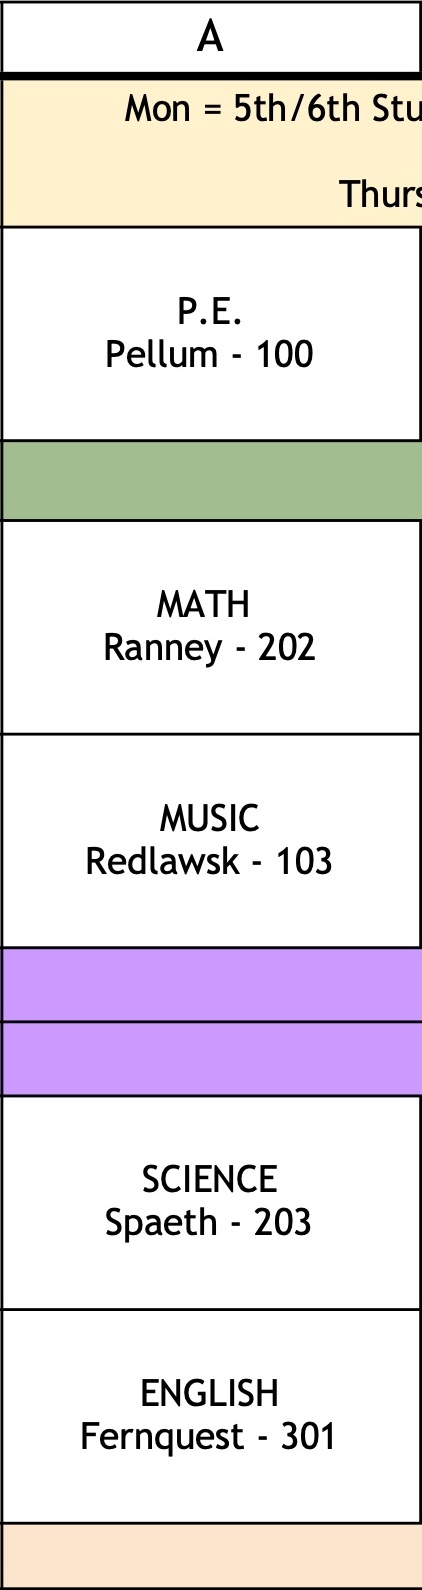 A
Mon = 5th/6th Stu
Thurs
P.E.
Pellum - 100
MATH
Ranney - 202
MUSIC
Redlawsk - 103
SCIENCE
Spaeth - 203
ENGLISH
Fernquest - 301